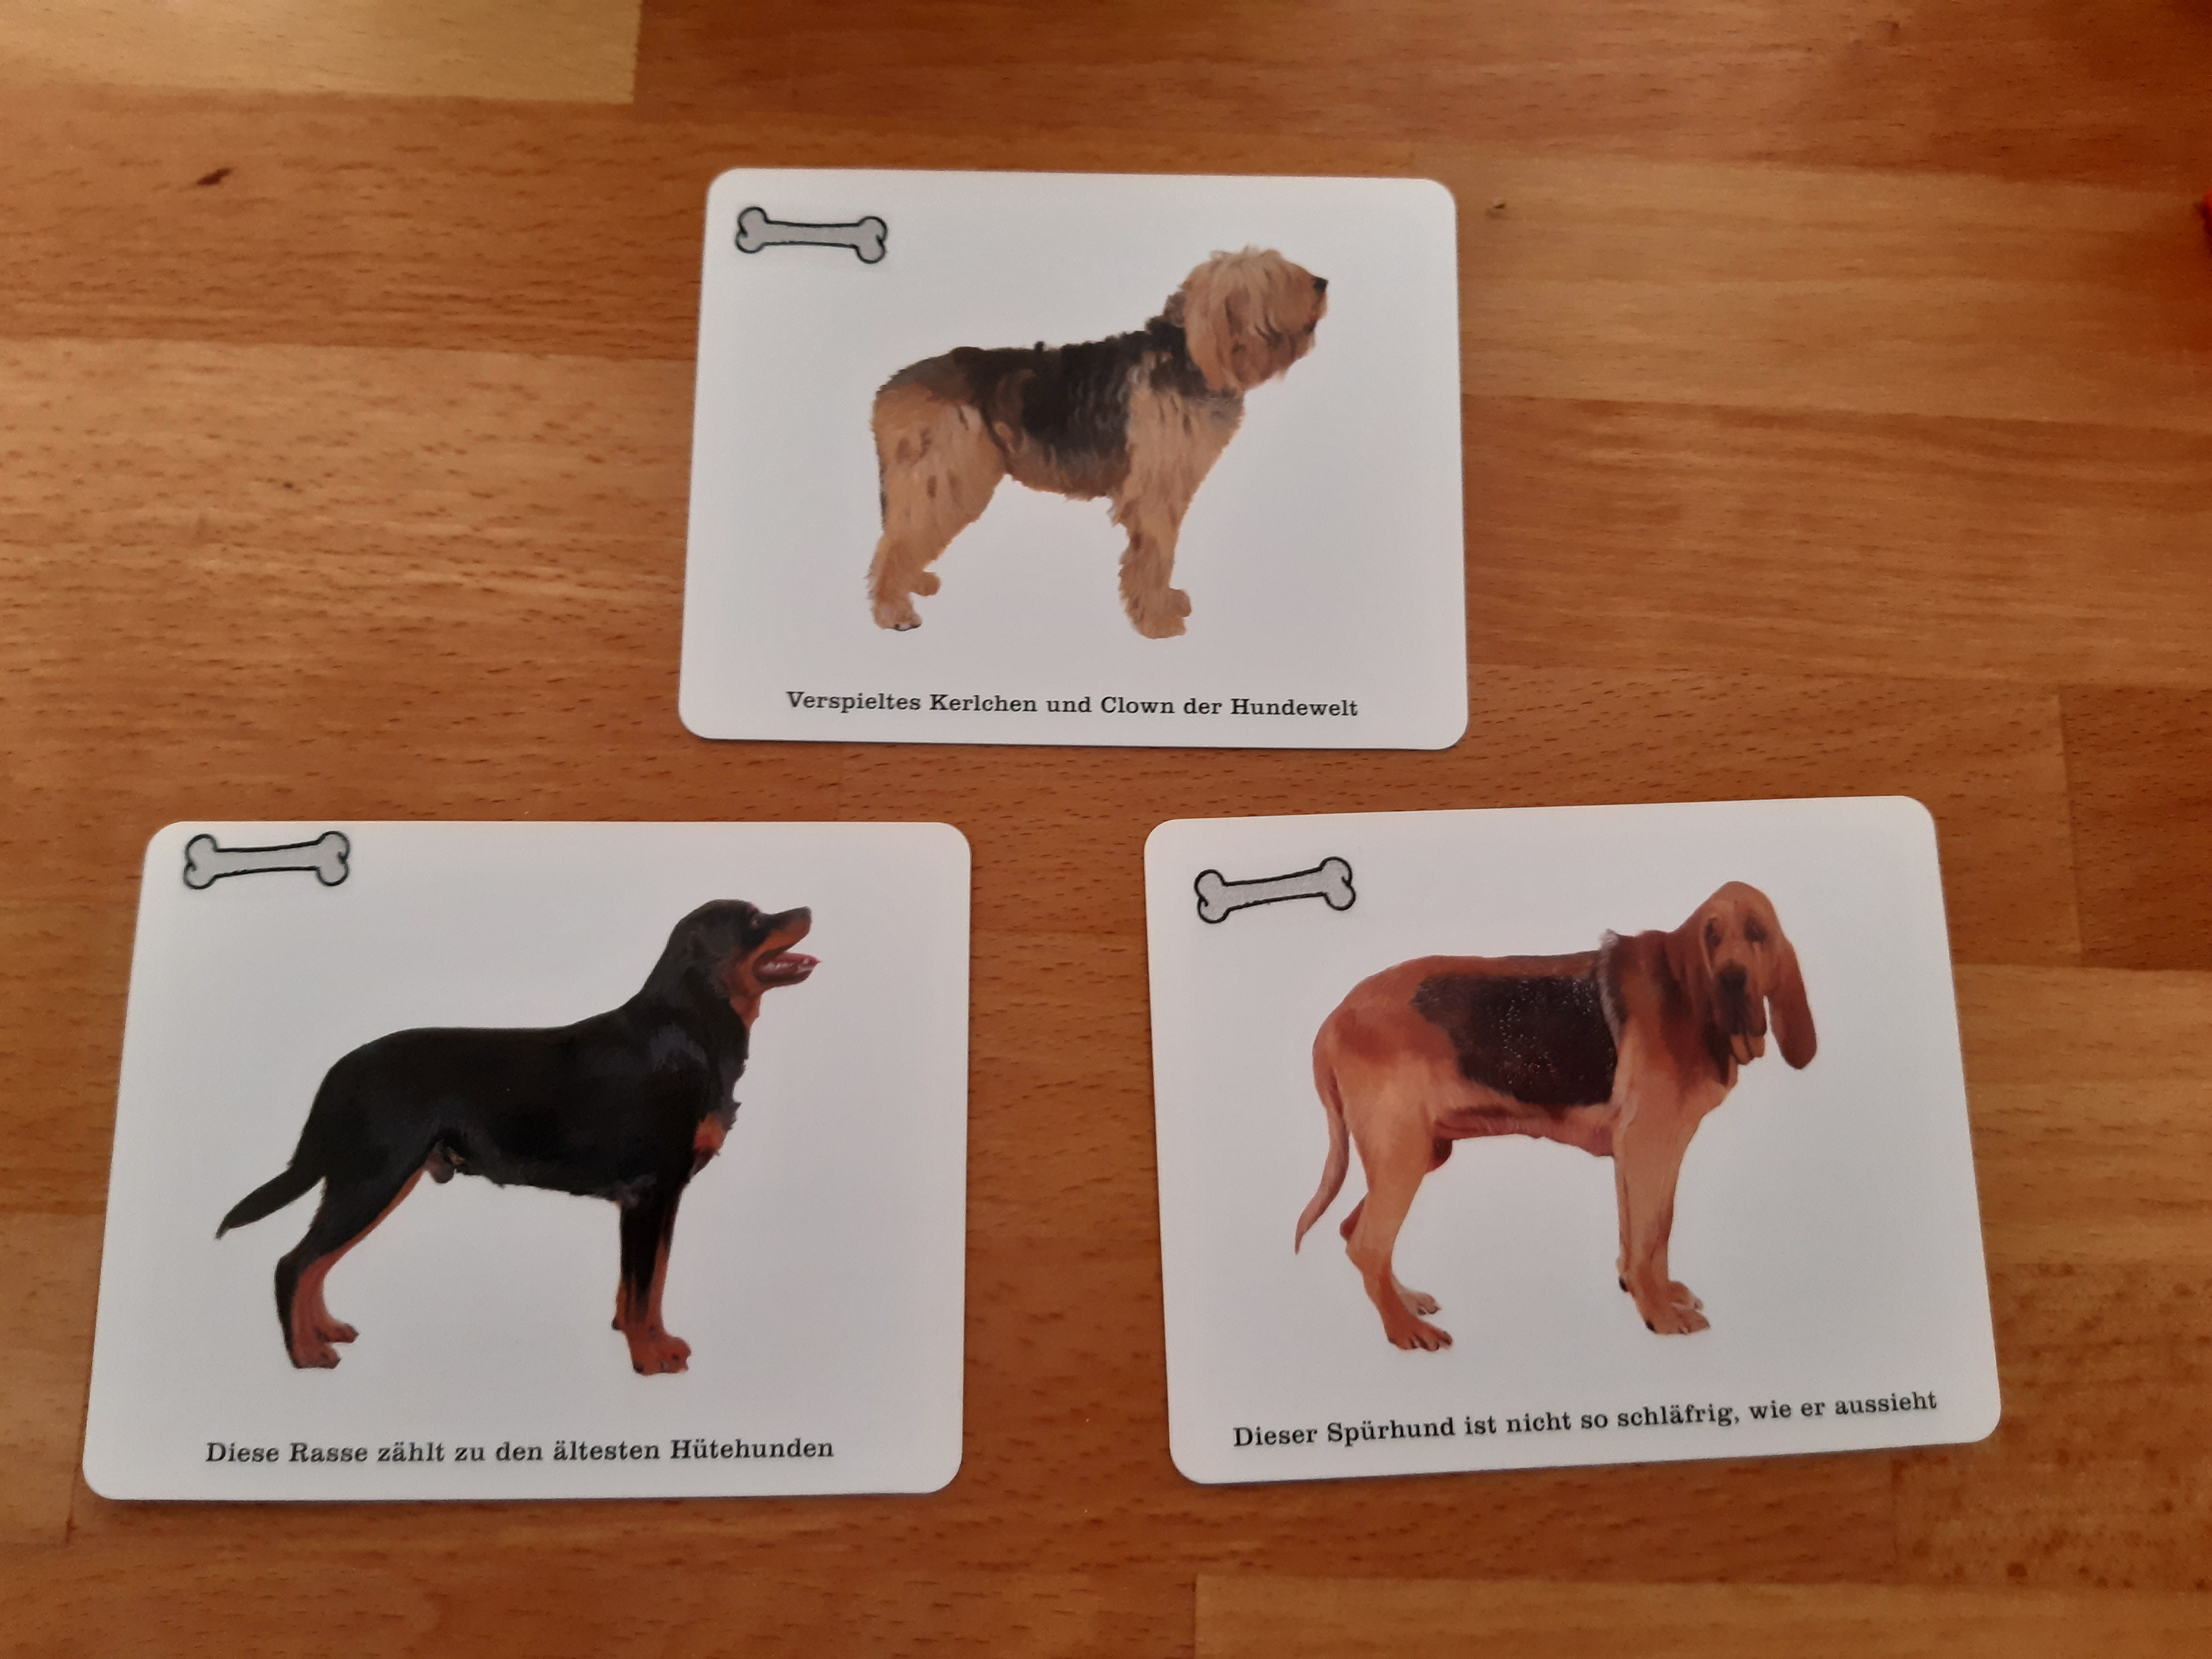 Verspieltes Kerlchen und Clown der Hundewelt
Diese Rasse zählt zu den ältesten Hütehunden
Dieser Spürhund ist nicht so schläfrig, wie er aussieht